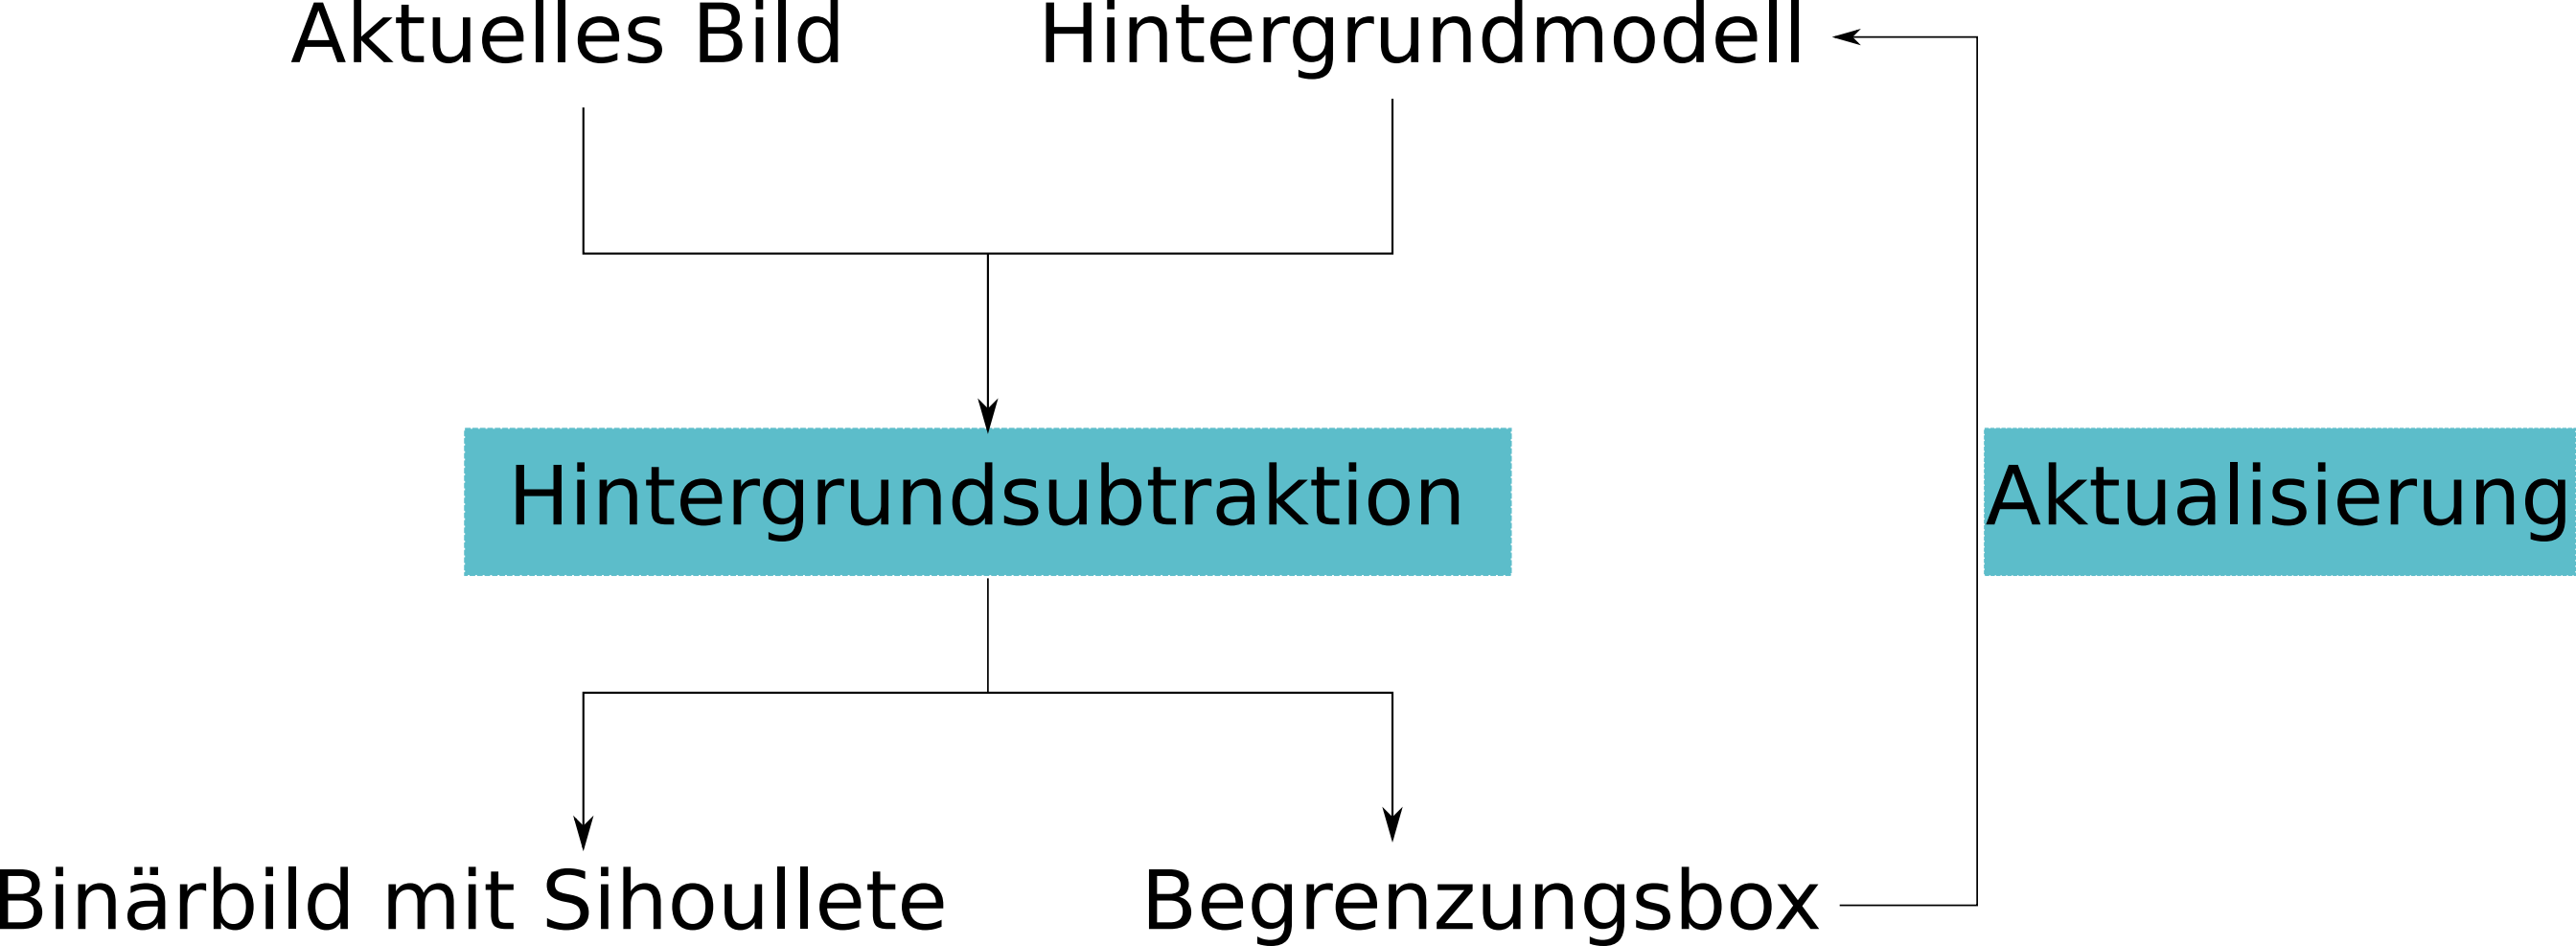 Aktuelles Bild
Hintergrundmodell
Hintergrundsubtraktion
Aktualisierung
Binärbild mit Sihoullete
Begrenzungsbox